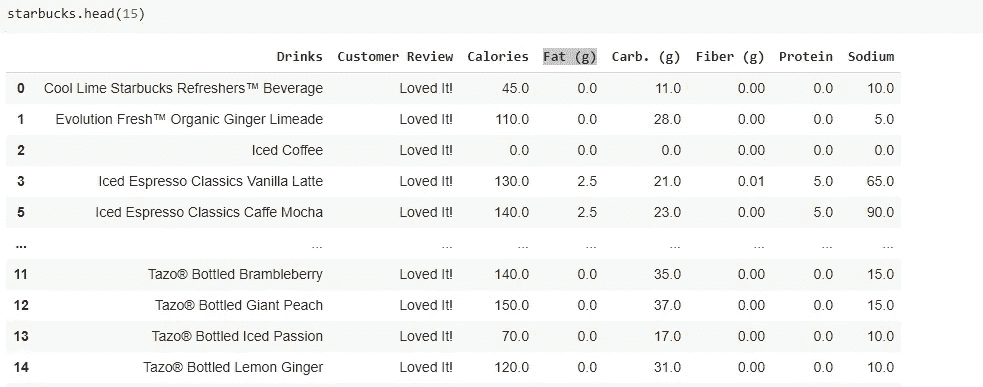 starbucks.head(15)
Drinks Customer Review Calories Fat (g) Carb. (g) Fiber (g) Protein Sodium
0 Cool Lime Starbucks Refreshers™ Beverage Loved It! 45.0 0.0 11.0 0.00 0.0 10.0
1 Evolution Fresh™ Organic Ginger Limeade Loved It! 110.0 0.0 28.0 0.00 0.0 5.0
2 Iced Coffee Loved It! 0.0 0.0 0.0 0.00 0.0 0.0
3 Iced Espresso Classics Vanilla Latte Loved It! 130.0 2.5 21.0 0.01 5.0 65.0
5 Iced Espresso Classics Caffe Mocha Loved It! 140.0 2.5 23.0 0.00 5.0 90.0
... ... ... ... ... ... ... ... ...
11 Tazo® Bottled Brambleberry Loved It! 140.0 0.0 35.0 0.00 0.0 15.0
12 Tazo® Bottled Giant Peach Loved It! 150.0 0.0 37.0 0.00 0.0 15.0
13 Tazo® Bottled Iced Passion Loved It! 70.0 0.0 17.0 0.00 0.0 10.0
14 Tazo® Bottled Lemon Ginger Loved It! 120.0 0.0 31.0 0.00 0.0 10.0